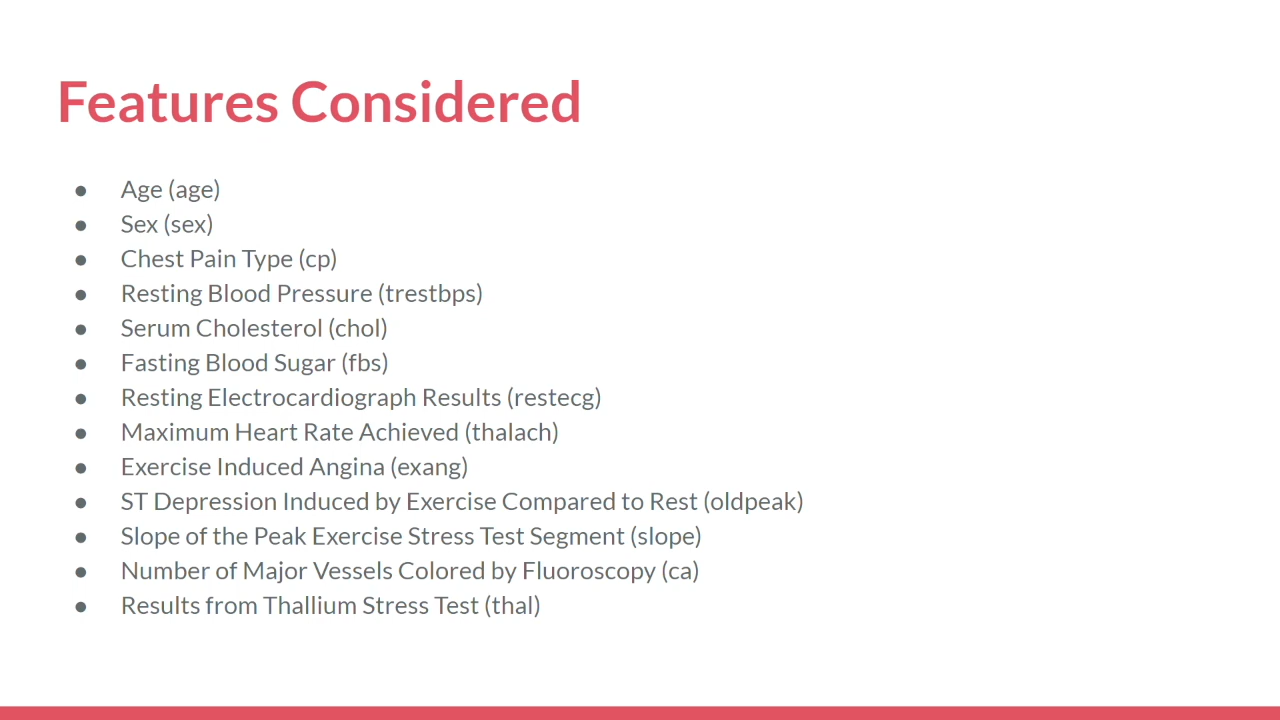 Features Considered
● Age (age)
● Sex (sex)
● Chest Pain Type (cp)
● Resting Blood Pressure (trestbps)
● Serum Cholesterol (chol)
● Fasting Blood Sugar (fbs)
● Resting Electrocardiograph Results (restecg)
● Maximum Heart Rate Achieved (thalach)
● Exercise Induced Angina (exang)
● ST Depression Induced by Exercise Compared to Rest (oldpeak)
● Slope of the Peak Exercise Stress Test Segment (slope)
● Number of Major Vessels Colored by Fluoroscopy (ca)
● Results from Thallium Stress Test (thal)